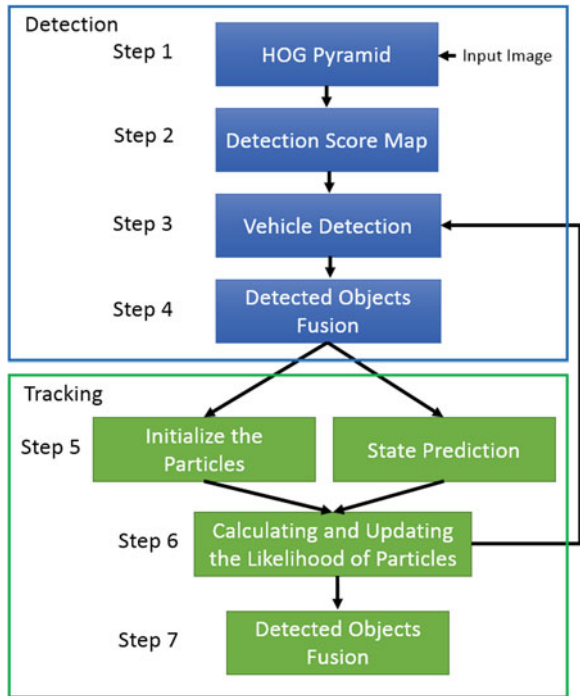 Detection
Step 1
HOG Pyramid
Input Image
Step 2
Detection Score Map
Step 3
Vehicle Detection
Step 4
Detected Objects
Fusion
Tracking
Step 5
Initialize the
Particles
State Prediction
Step 6
Calculating and Updating
the Likelihood of Particles
Step 7
Detected Objects
Fusion